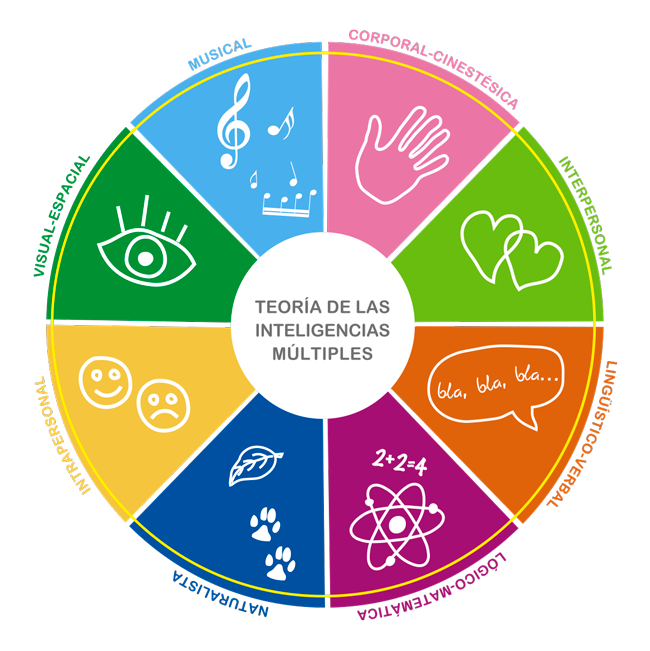 MUSICAL
CORPORAL-CINESTÉSICA
INTERPERSONAL
LINGÜÍSTICO-VERBAL
LÓGICO-MATEMÁTICA
NATURALISTA
INTRAPERSONAL
VISUAL-ESPACIAL
TEORÍA DE LAS
INTELIGENCIAS
MÚLTIPLES
bla, bla, bla...
2+2=4